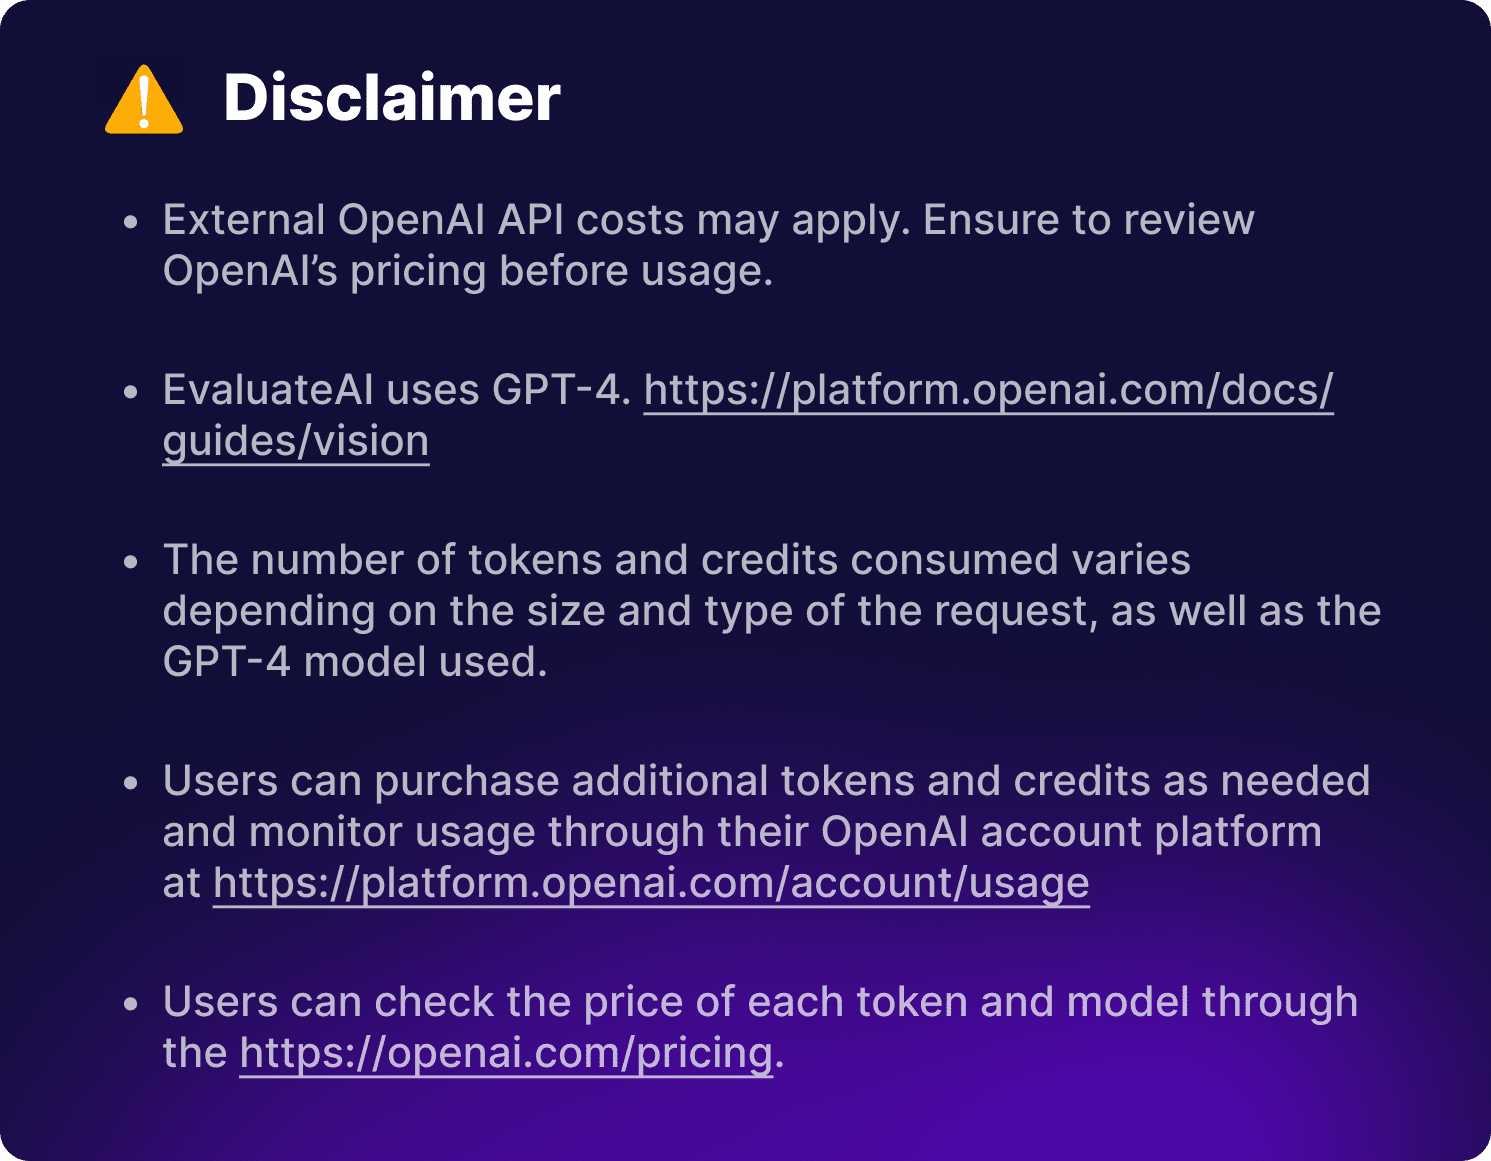 Disclaimer
• External OpenAI API costs may apply. Ensure to review
OpenAI’s pricing before usage.
• EvaluateAI uses GPT-4. https://platform.openai.com/docs/
guides/vision
• The number of tokens and credits consumed varies
depending on the size and type of the request, as well as the
GPT-4 model used.
• Users can purchase additional tokens and credits as needed
and monitor usage through their OpenAI account platform
at https://platform.openai.com/account/usage
• Users can check the price of each token and model through
the https://openai.com/pricing.